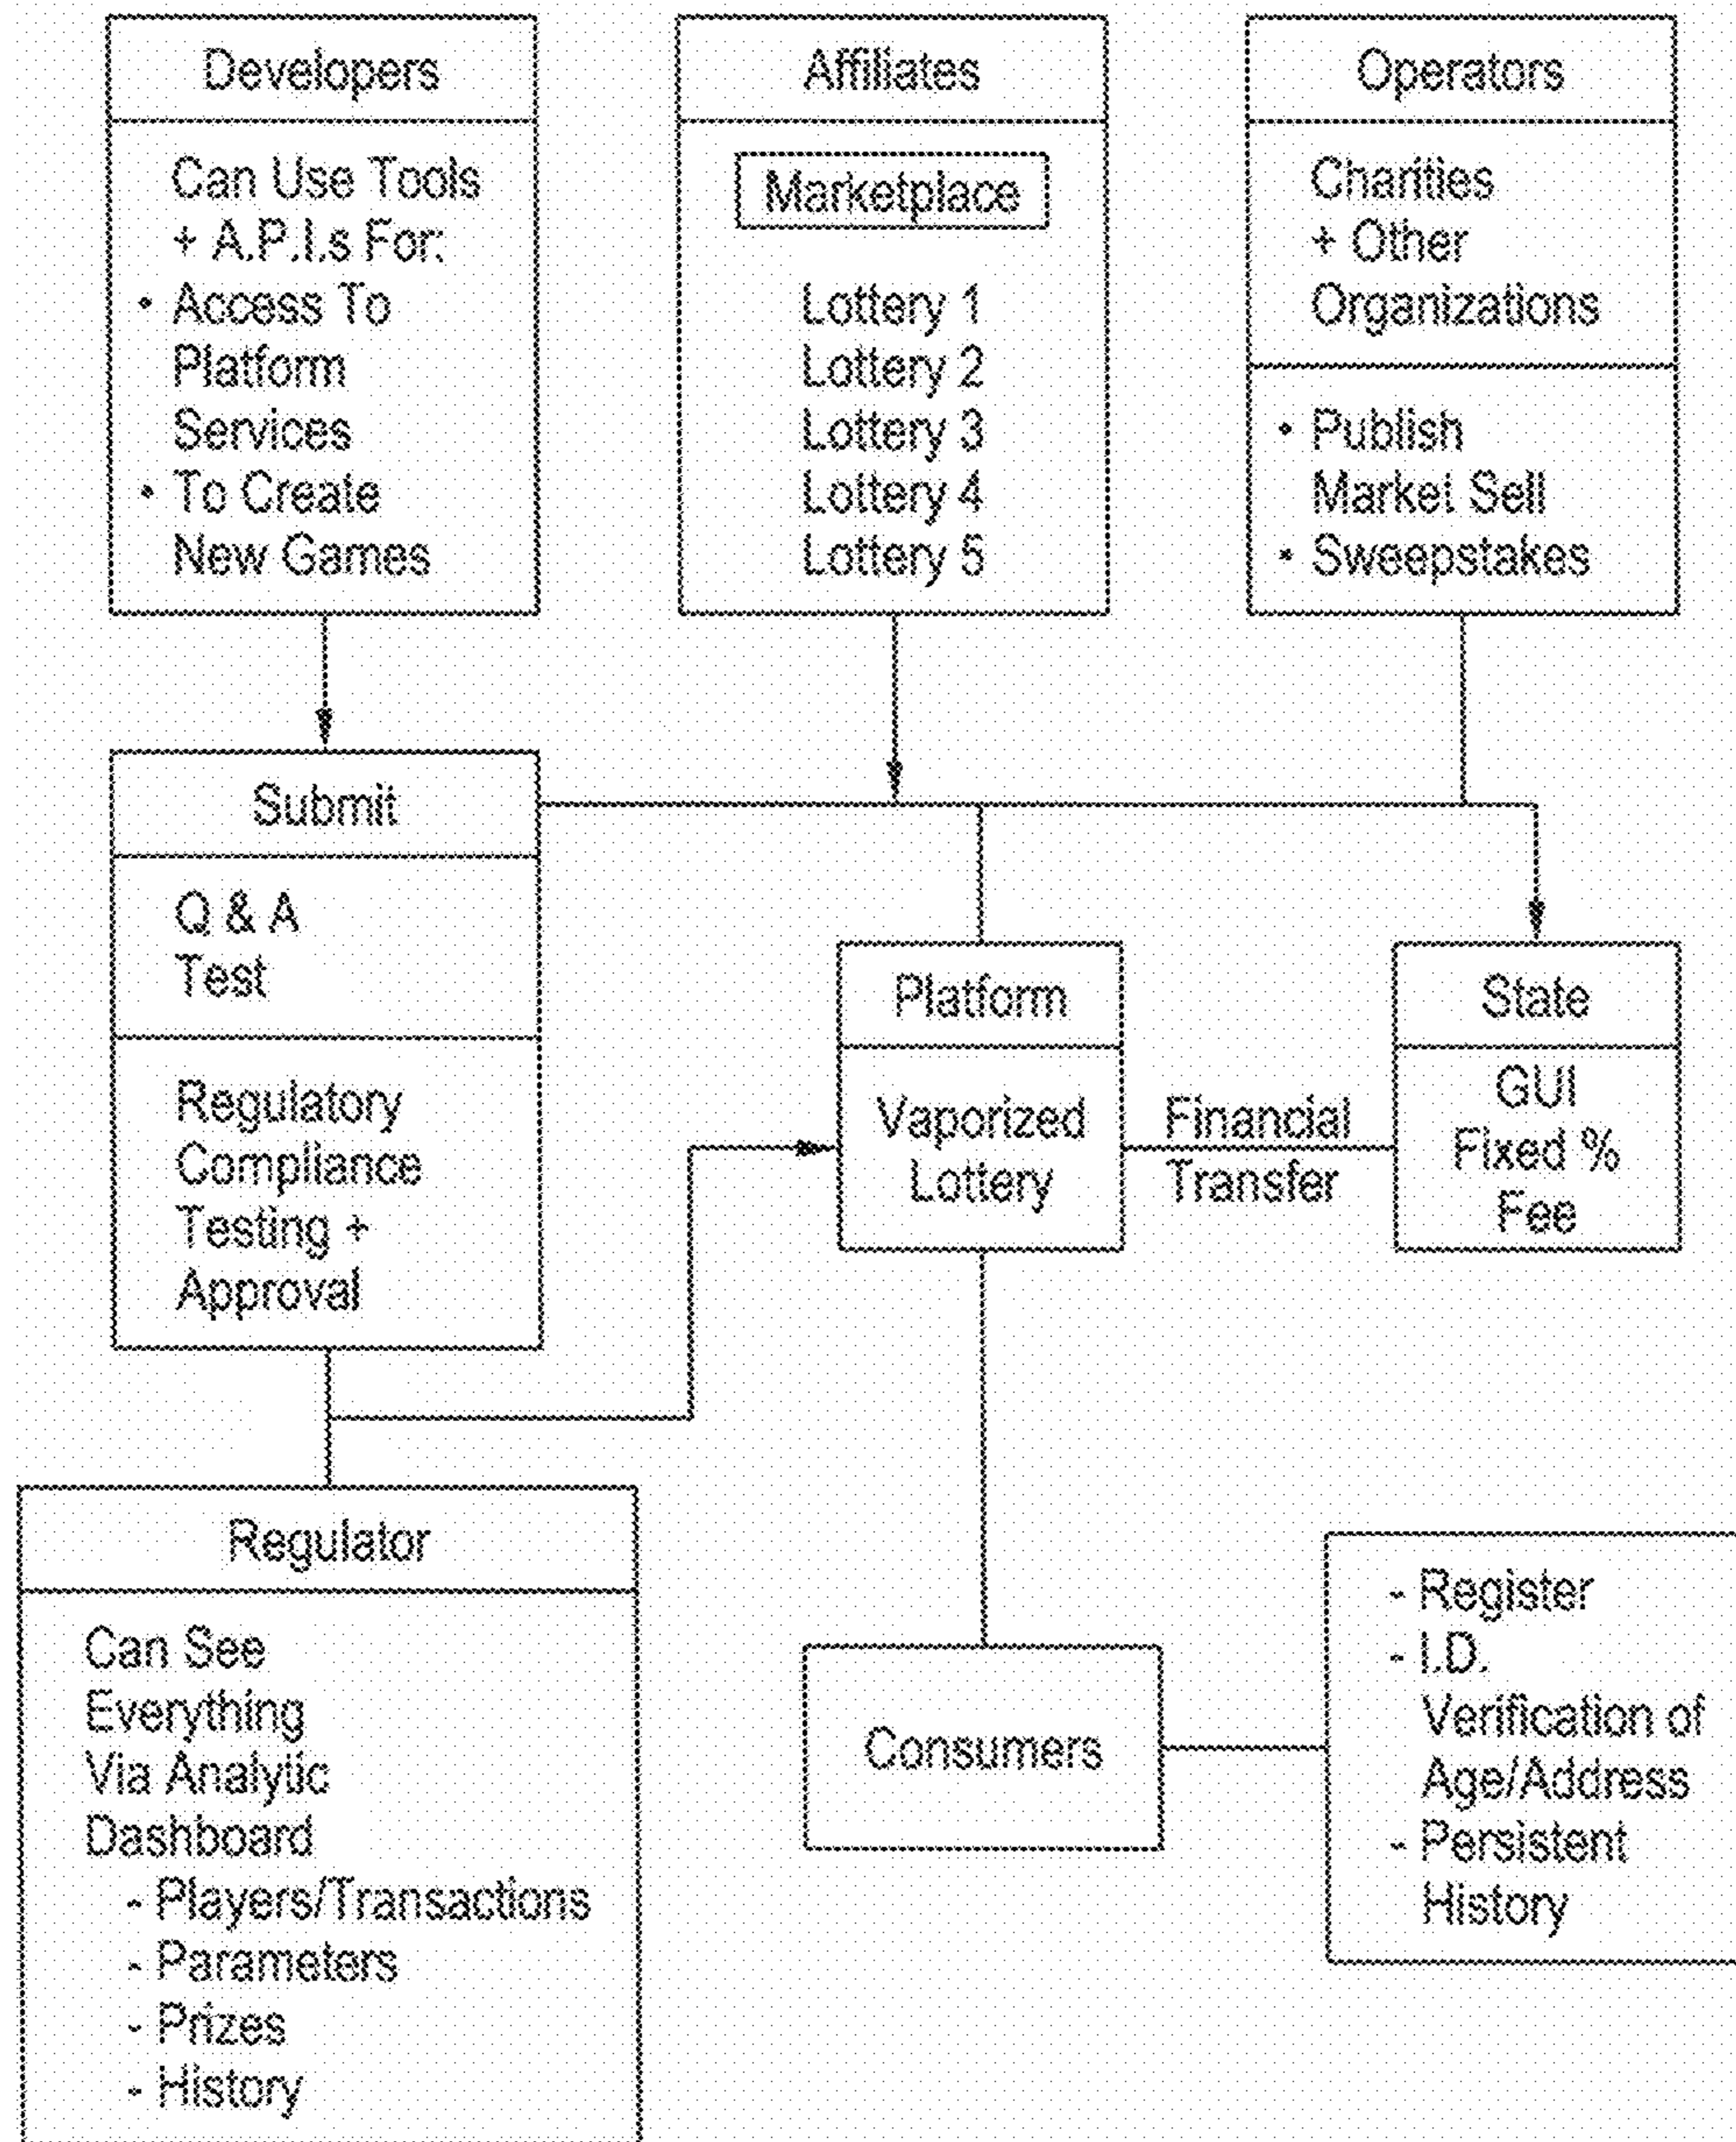 Developers
Can Use Tools
+ A.P.I.s For:
• Access To
Platform
Services
• To Create
New Games
Affiliates
Marketplace
Lottery 1
Lottery 2
Lottery 3
Lottery 4
Lottery 5
Operators
Charities
+ Other
Organizations
• Publish
Market Sell
• Sweepstakes
Submit
Q & A
Test
Regulatory
Compliance
Testing +
Approval
Platform
Vaporized
Lottery
Financial
Transfer
State
GUI
Fixed %
Fee
Regulator
Can See
Everything
Via Analytic
Dashboard
- Players/Transactions
- Parameters
- Prizes
- History
Consumers
- Register
- I.D.
Verification of
Age/Address
- Persistent
History